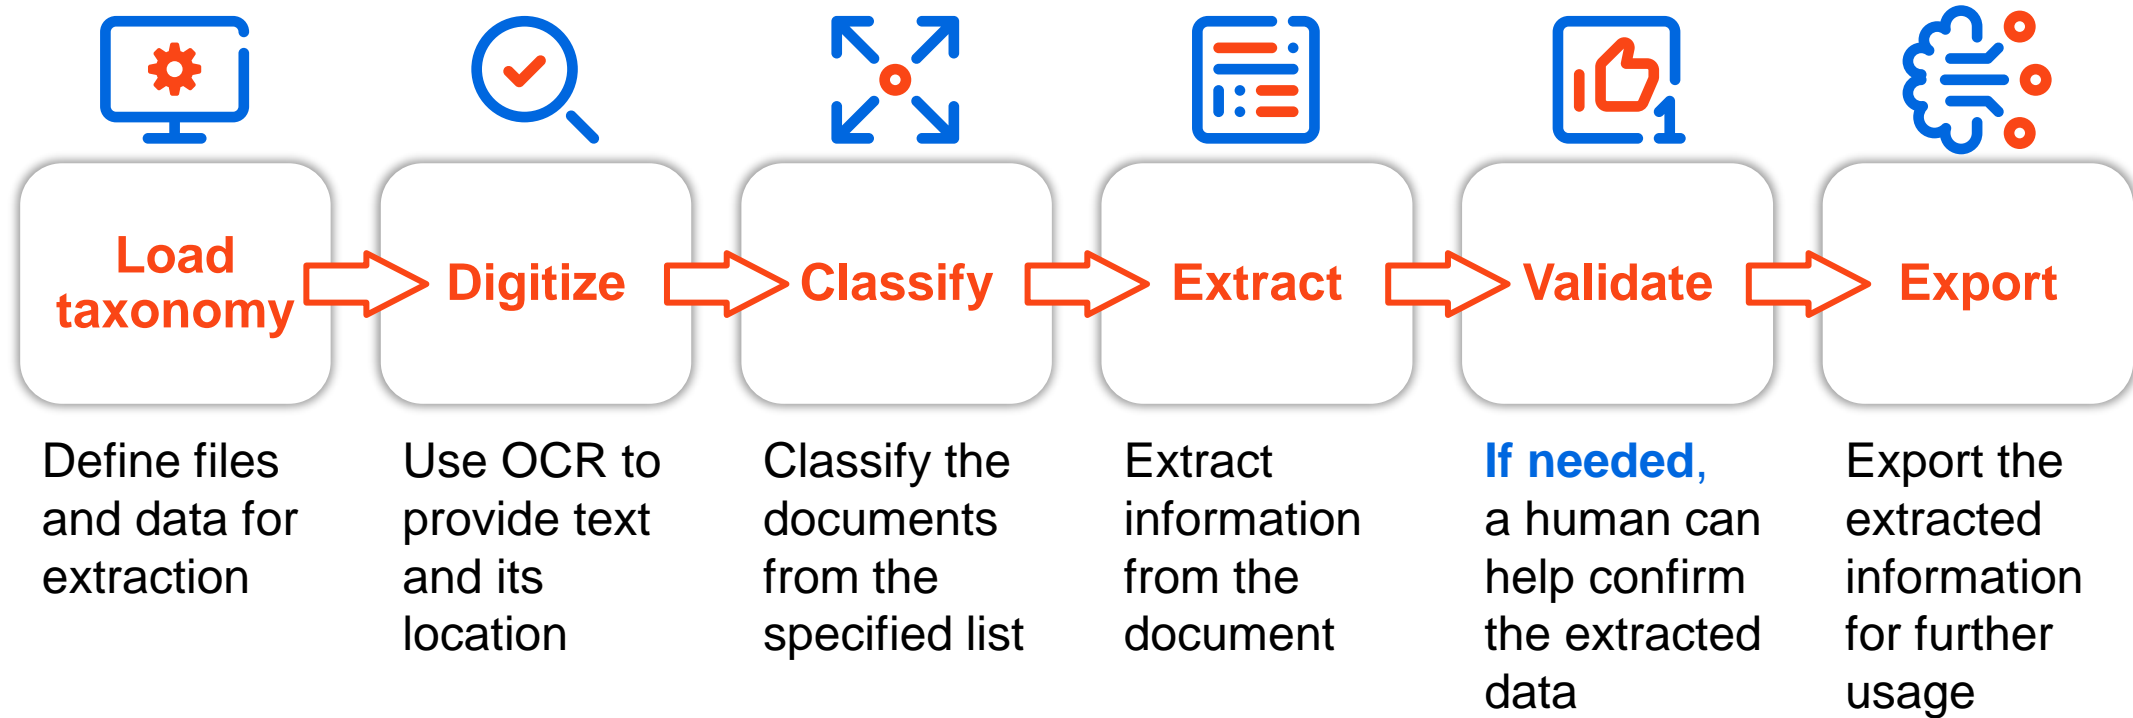 Load
taxonomy
Digitize
Classify
Extract
Validate
1
Export
Define files
and data for
extraction
Use OCR to
provide text
and its
location
Classify the
documents
from the
specified list
Extract
information
from the
document
If needed,
a human can
help confirm
the extracted
data
Export the
extracted
information
for further
usage